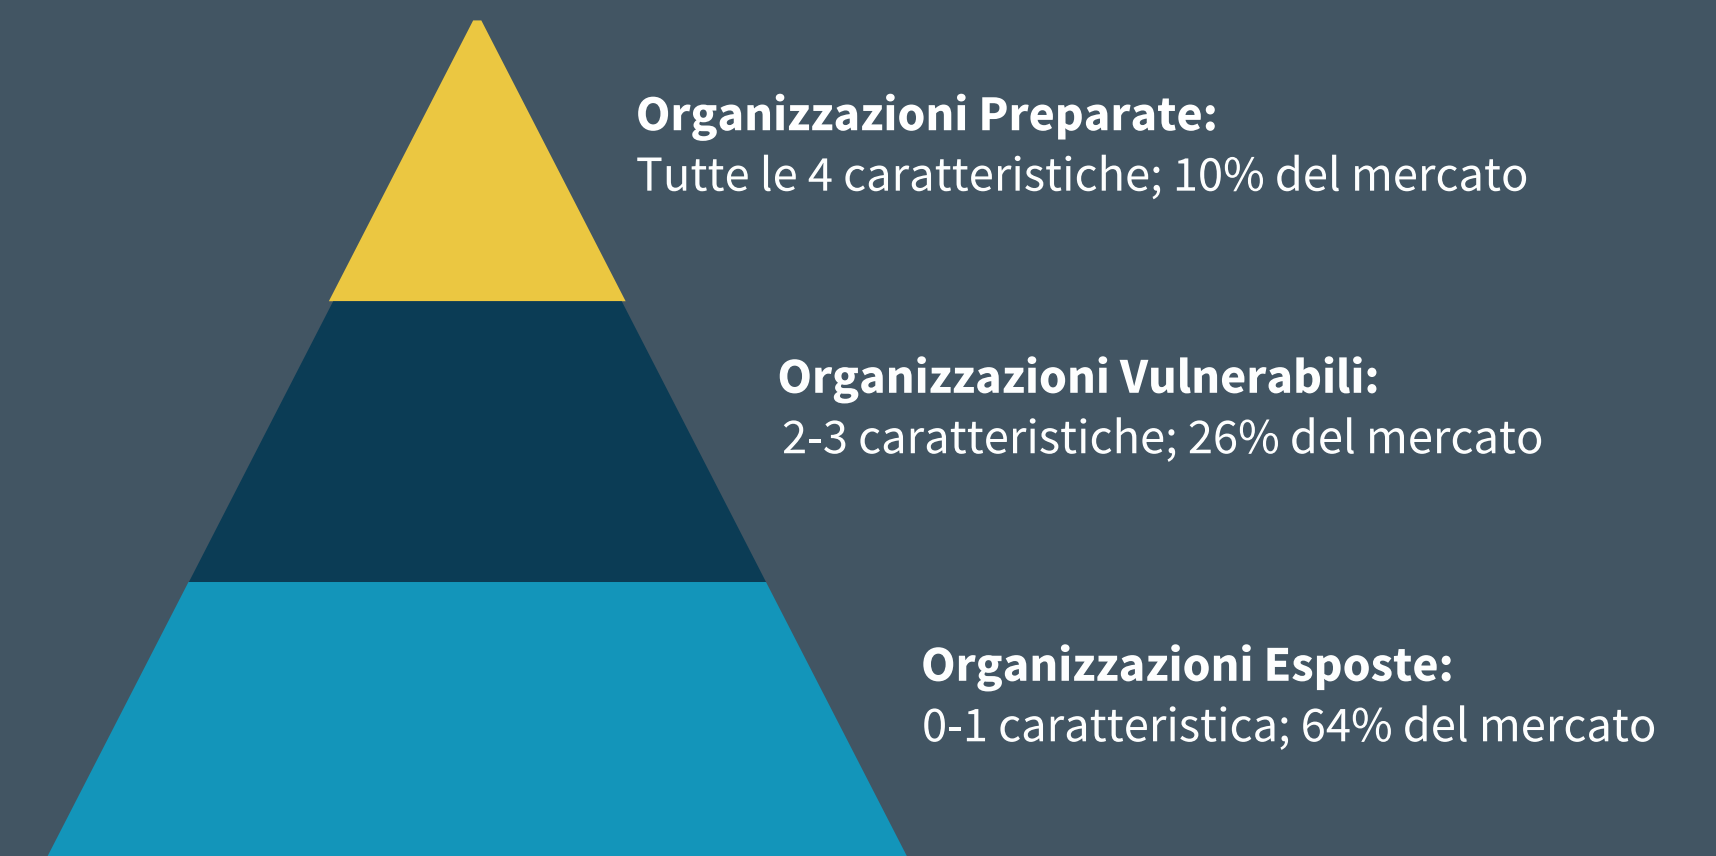 Organizzazioni Preparate:
Tutte le 4 caratteristiche; 10% del mercato
Organizzazioni Vulnerabili:
2-3 caratteristiche; 26% del mercato
Organizzazioni Esposte:
0-1 caratteristica; 64% del mercato